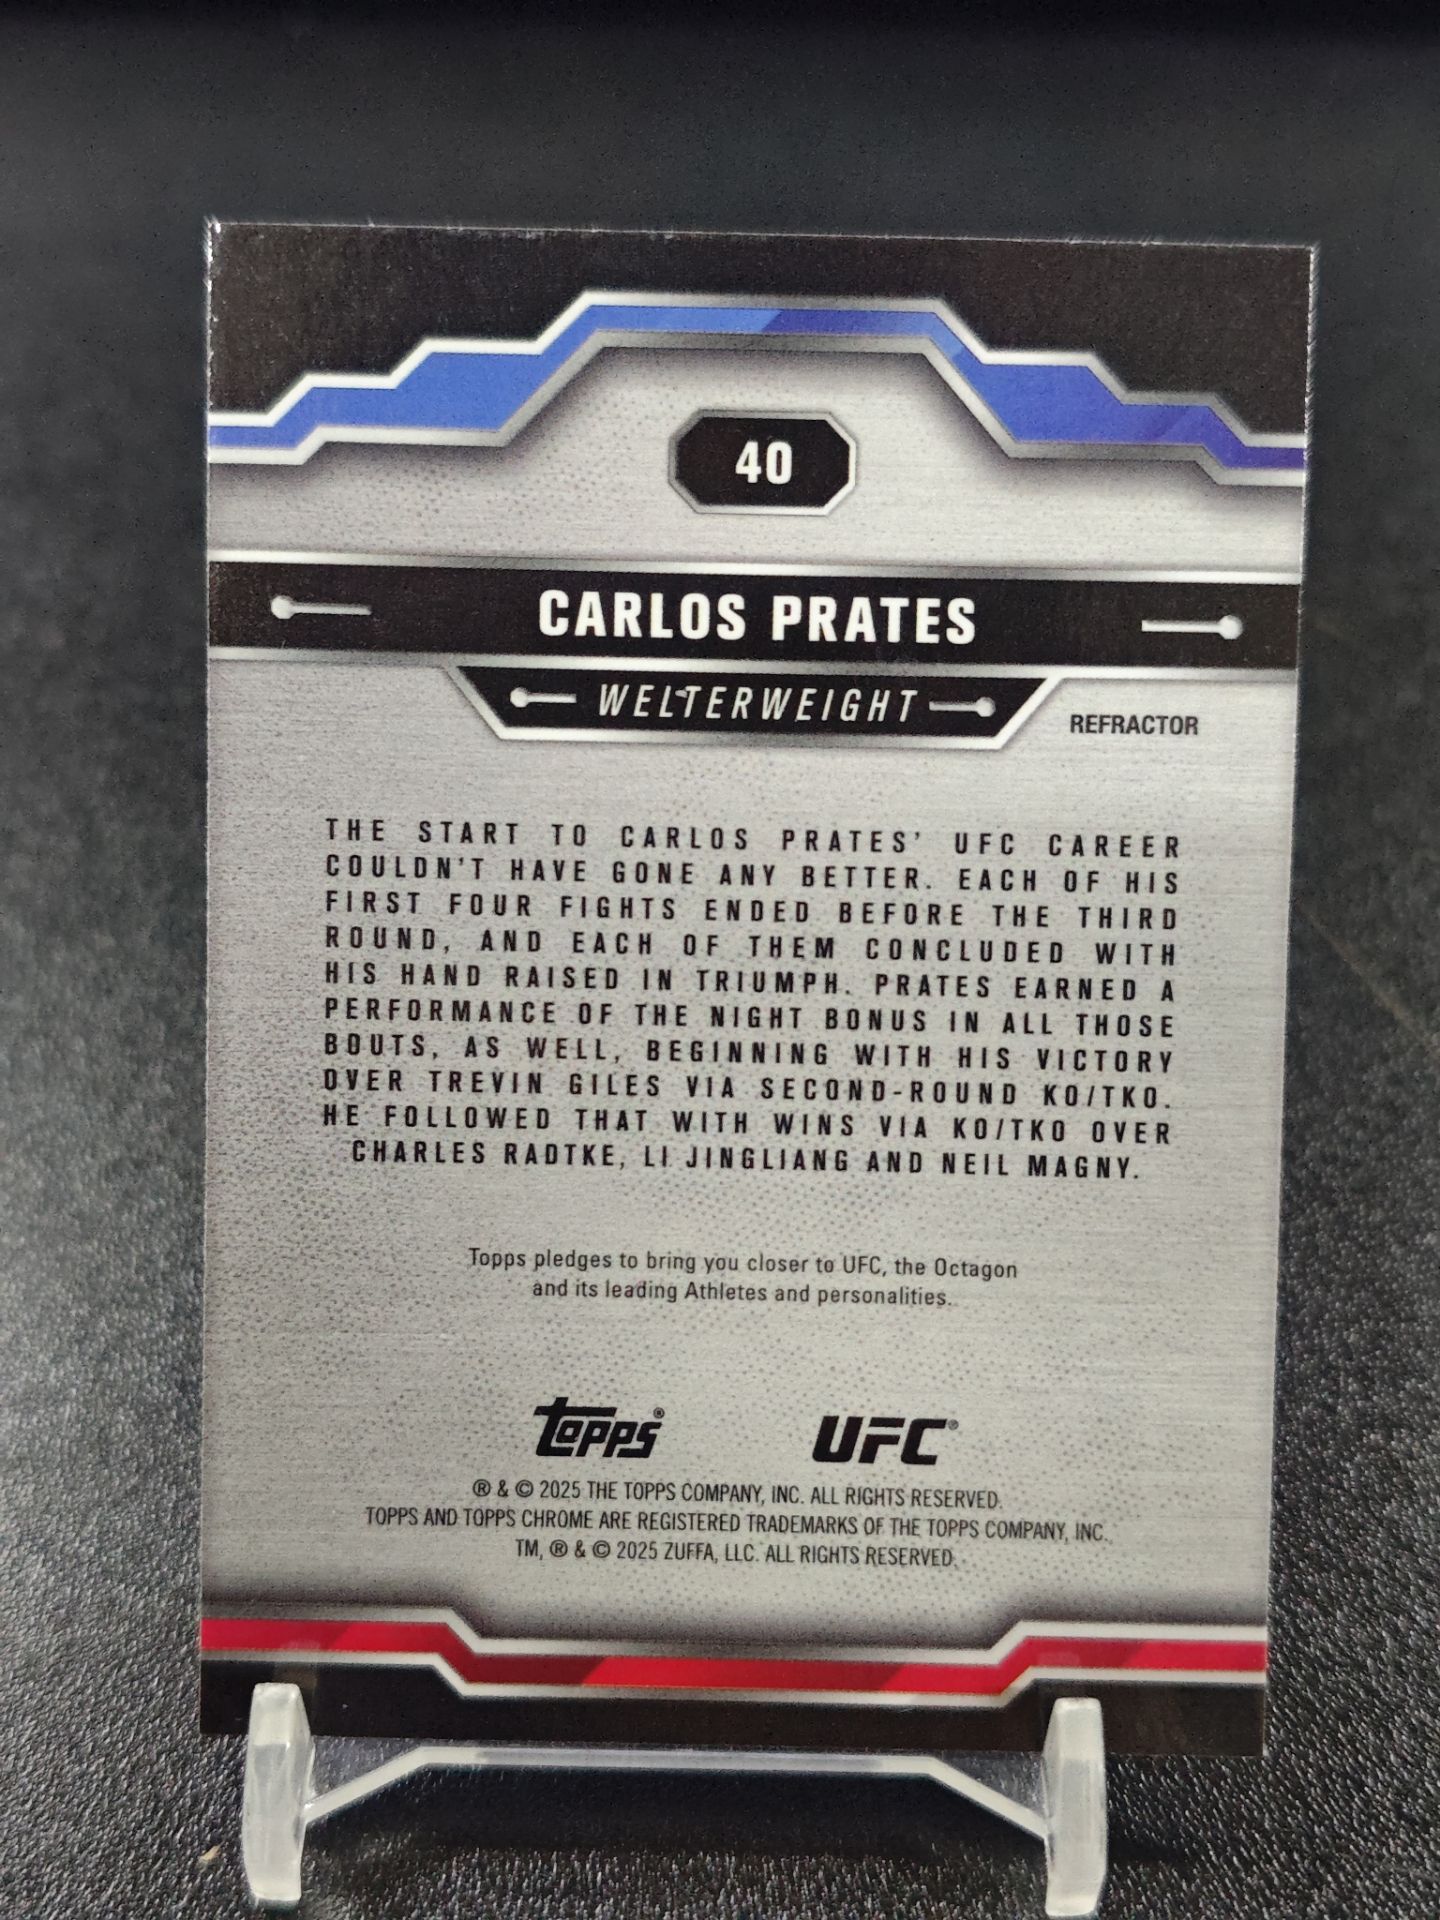 40
CARLOS PRATES
WELTERWEIGHT
REFRACTOR
THE START TO CARLOS PRATES' UFC CAREER
COULDN'T HAVE GONE ANY BETTER. EACH OF HIS
FIRST FOUR FIGHTS ENDED BEFORE THE THIRD
ROUND, AND EACH OF THEM CONCLUDED WITH
HIS HAND RAISED IN TRIUMPH. PRATES EARNED A
PERFORMANCE OF THE NIGHT BONUS IN ALL THOSE
BOUTS, AS WELL, BEGINNING WITH HIS VICTORY
OVER TREVIN GILES VIA SECOND-ROUND KO/TKO.
HE FOLLOWED THAT WITH WINS VIA KO/TKO OVER
CHARLES RADTKE, LI JINGLIANG AND NEIL MAGNY.
Topps pledges to bring you closer to UFC, the Octagon
and its leading Athletes and personalities.
Topps® UFC®
® & © 2025 THE TOPPS COMPANY, INC. ALL RIGHTS RESERVED.
TOPPS AND TOPPS CHROME ARE REGISTERED TRADEMARKS OF THE TOPPS COMPANY, INC.
TM, ® & © 2025 ZUFFA, LLC. ALL RIGHTS RESERVED.